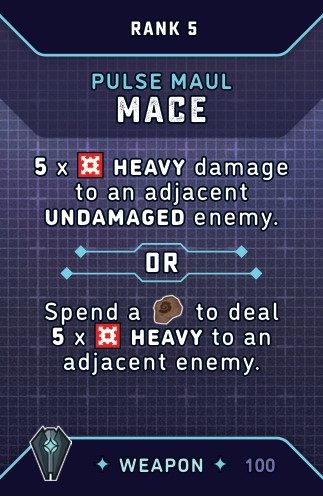 RANK 5
PULSE MAUL
MACE
5 x HEAVY damage
to an adjacent
UNDAMAGED enemy.
OR
Spend a to deal
5 x HEAVY to an
adjacent enemy.
WEAPON 100